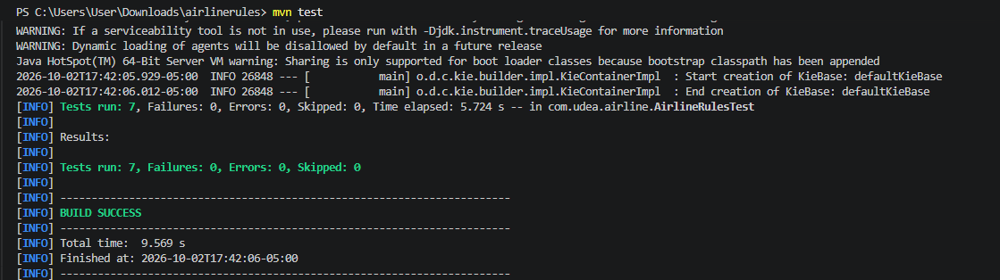 PS C:\Users\User\Downloads\airlinerules> mvn test
WARNING: If a serviceability tool is not in use, please run with -Djdk.instrument.traceUsage for more information
WARNING: Dynamic loading of agents will be disallowed by default in a future release
Java HotSpot(TM) 64-Bit Server VM warning: Sharing is only supported for boot loader classes because bootstrap classpath has been appended
2026-10-02T17:42:05.929-05:00  INFO 26848 --- [           main] o.d.c.kie.builder.impl.KieContainerImpl  : Start creation of KieBase: defaultKieBase
2026-10-02T17:42:06.012-05:00  INFO 26848 --- [           main] o.d.c.kie.builder.impl.KieContainerImpl  : End creation of KieBase: defaultKieBase
[INFO] Tests run: 7, Failures: 0, Errors: 0, Skipped: 0, Time elapsed: 5.724 s -- in com.udea.airline.AirlineRulesTest
[INFO]
[INFO] Results:
[INFO]
[INFO] Tests run: 7, Failures: 0, Errors: 0, Skipped: 0
[INFO]
[INFO] ------------------------------------------------------------------------
[INFO] BUILD SUCCESS
[INFO] ------------------------------------------------------------------------
[INFO] Total time:  9.569 s
[INFO] Finished at: 2026-10-02T17:42:06-05:00
[INFO] ------------------------------------------------------------------------